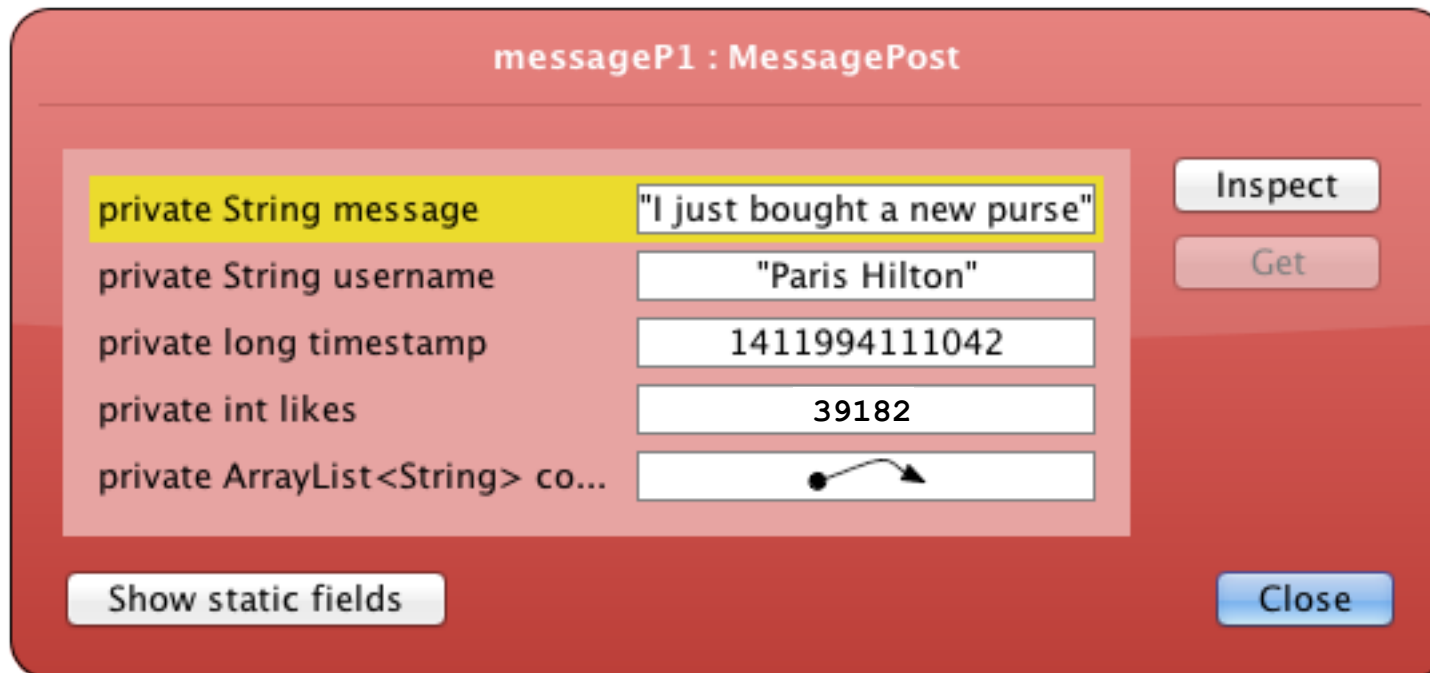 messageP1 : MessagePost
private String message "I just bought a new purse"
Inspect
private String username "Paris Hilton"
Get
private long timestamp 1411994111042
private int likes 39182
private ArrayList<String> co...
Show static fields
Close